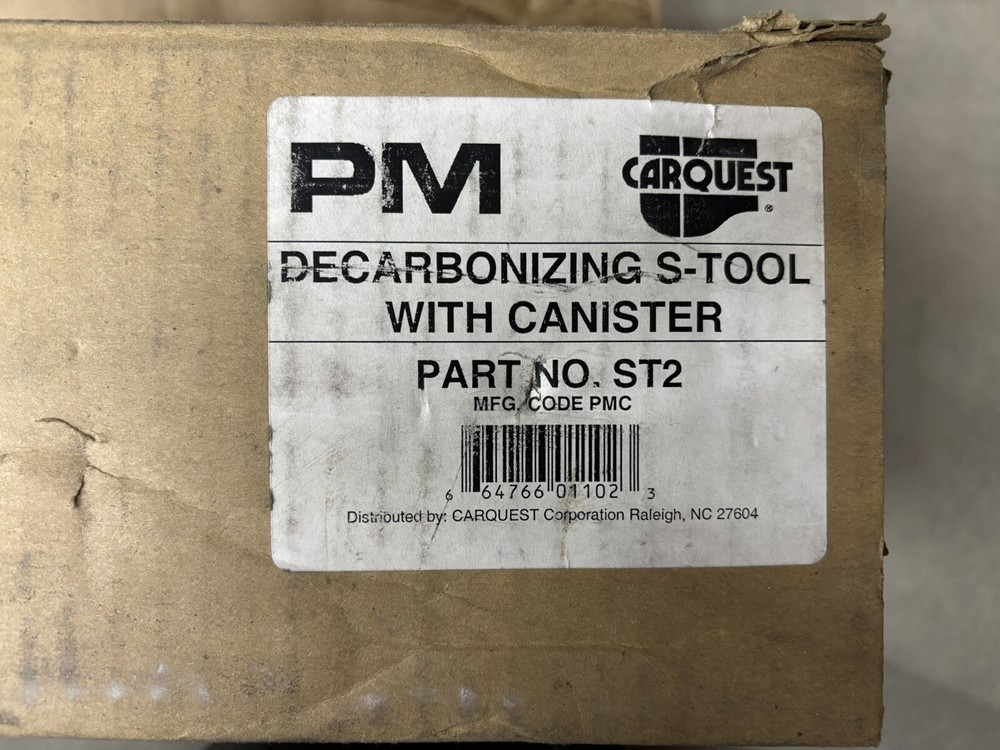 PM
CARQUEST®
DECARBONIZING S-TOOL
WITH CANISTER
PART NO. ST2
MFG. CODE PMC
6 64766 01102 3
Distributed by: CARQUEST Corporation Raleigh, NC 27604